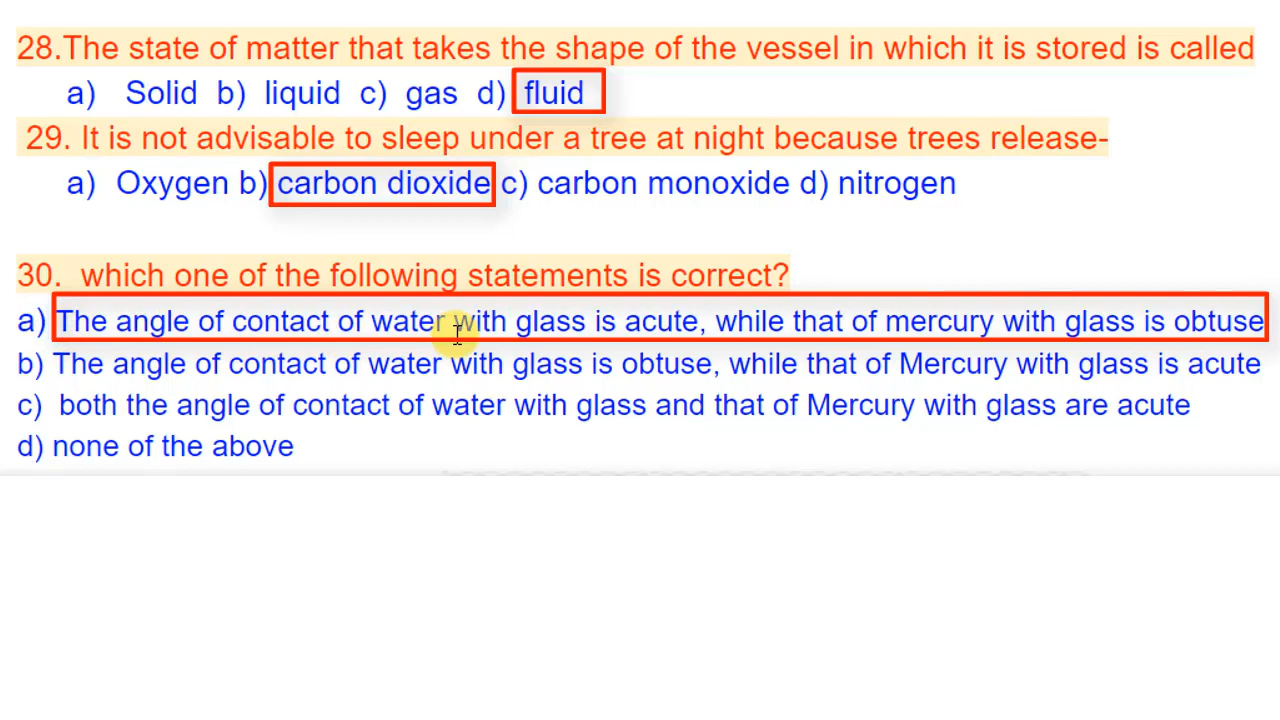 28.The state of matter that takes the shape of the vessel in which it is stored is called
a) Solid b) liquid c) gas d) fluid
29. It is not advisable to sleep under a tree at night because trees release-
a) Oxygen b) carbon dioxide c) carbon monoxide d) nitrogen
30. which one of the following statements is correct?
a) The angle of contact of water with glass is acute, while that of mercury with glass is obtuse
b) The angle of contact of water with glass is obtuse, while that of Mercury with glass is acute
c) both the angle of contact of water with glass and that of Mercury with glass are acute
d) none of the above